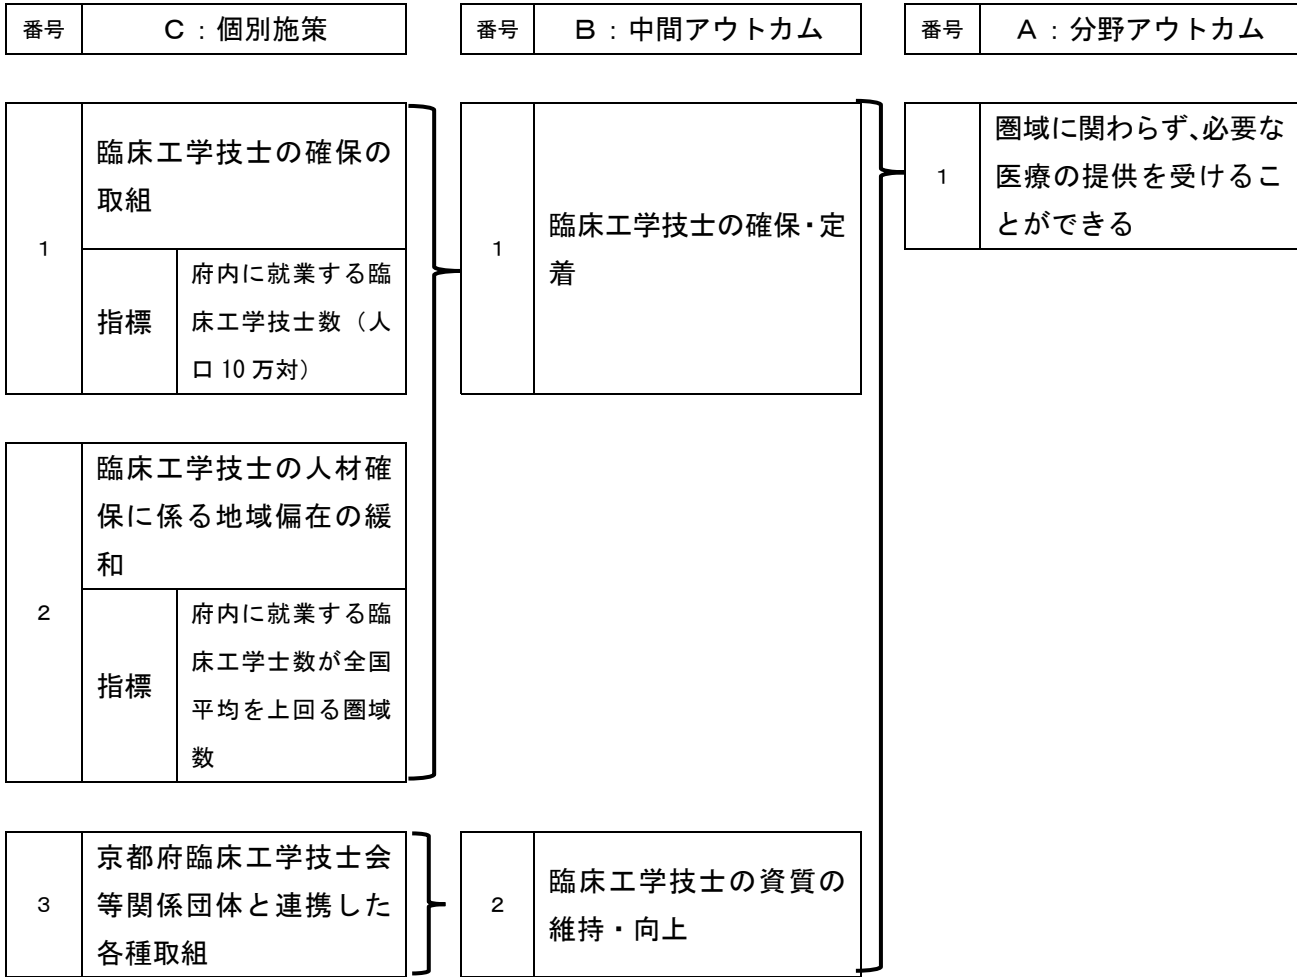 番号 C：個別施策
番号 B：中間アウトカム
番号 A：分野アウトカム
1
臨床工学技士の確保の
取組
指標
府内に就業する臨
床工学技士数（人
口 10 万対）
2
臨床工学技士の人材確
保に係る地域偏在の緩
和
指標
府内に就業する臨
床工学士数が全国
平均を上回る圏域
数
3
京都府臨床工学技士会
等関係団体と連携した
各種取組
1
臨床工学技士の確保・定
着
2
臨床工学技士の資質の
維持・向上
1
圏域に関わらず、必要な
医療の提供を受けるこ
とができる